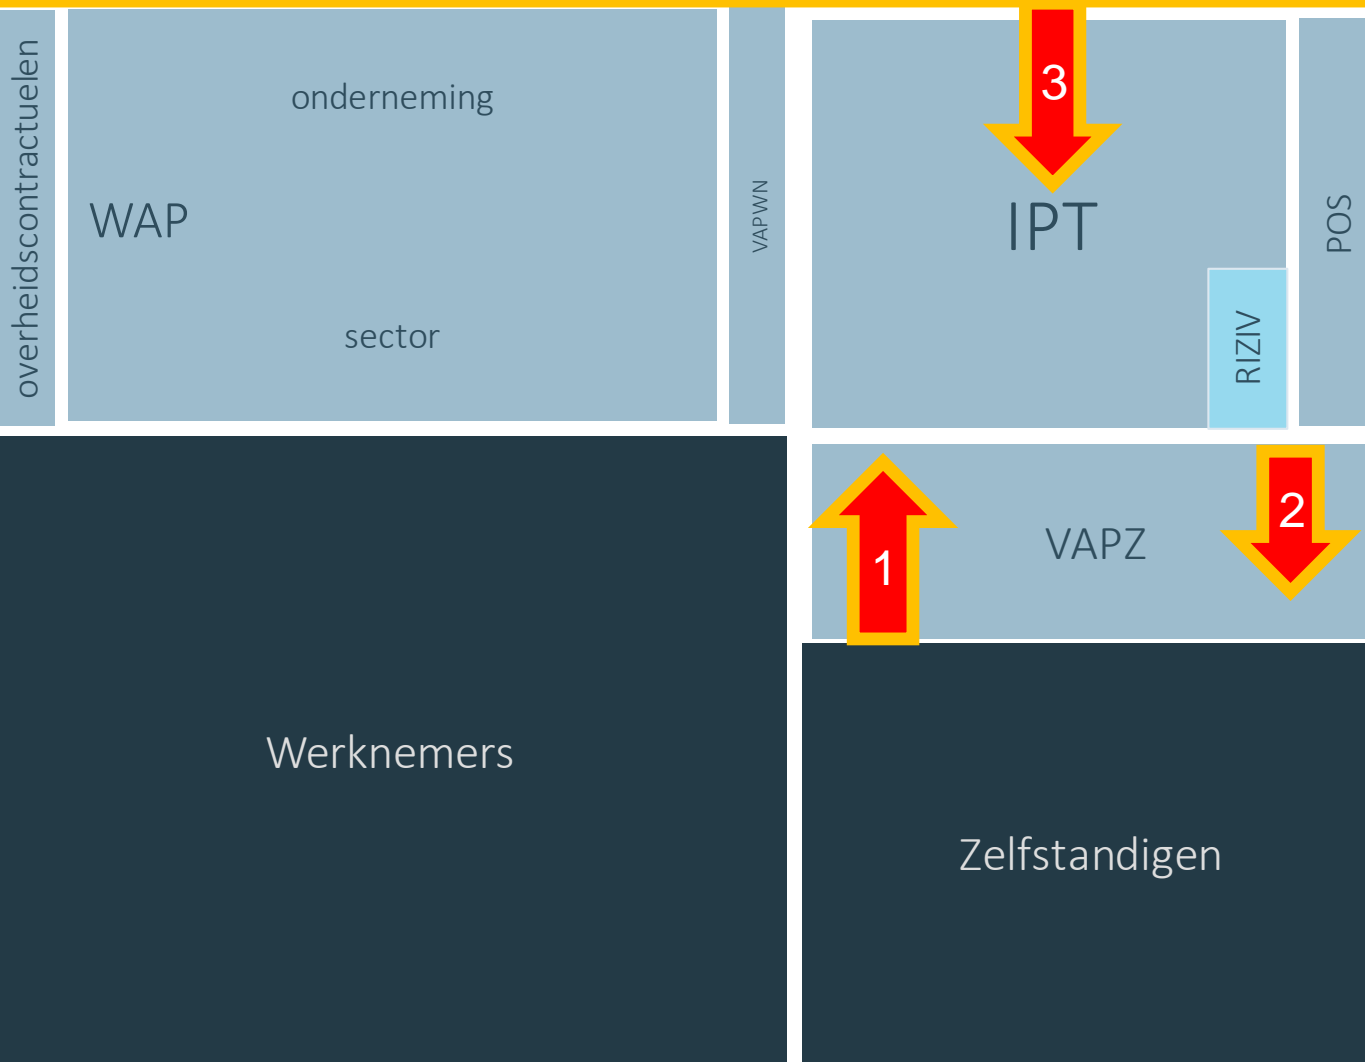 overheidscontractuelen
onderneming
WAP
sector
VAPWN
3
IPT
RIZIV
POS
1
VAPZ
2
Werknemers
Zelfstandigen